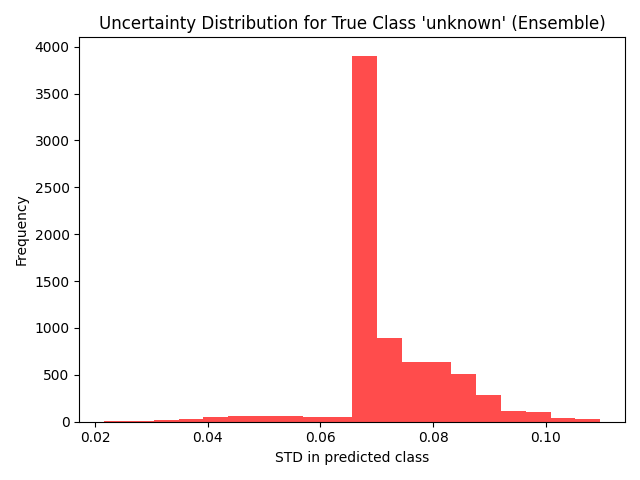 Uncertainty Distribution for True Class 'unknown' (Ensemble)
4000
3500
3000
2500
2000
1500
1000
500
0
Frequency
0.02 0.04 0.06 0.08 0.10
STD in predicted class